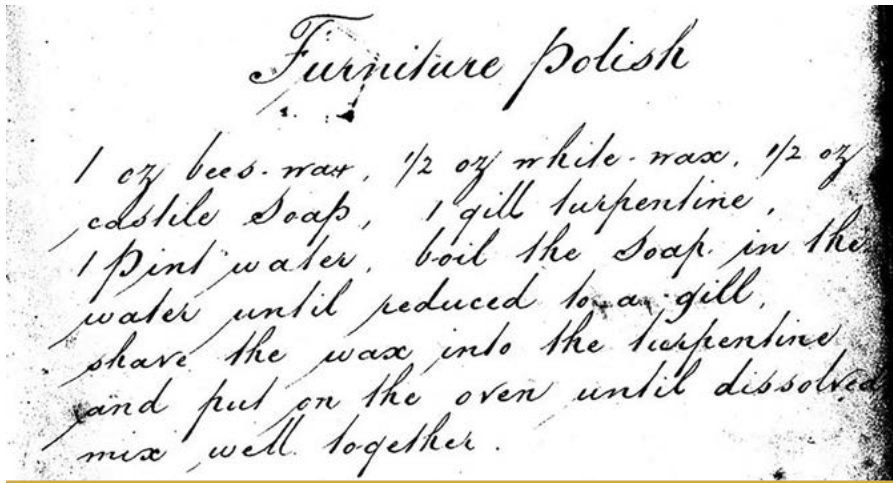 Furniture Polish
1 oz bees-wax, 1/2 oz white-wax, 1/2 oz
castile Soap, 1 gill turpentine,
1 Pint water, boil the Soap in the
water until reduced to a gill,
shave the wax into the turpentine
and put on the oven until dissolved
mix well together.